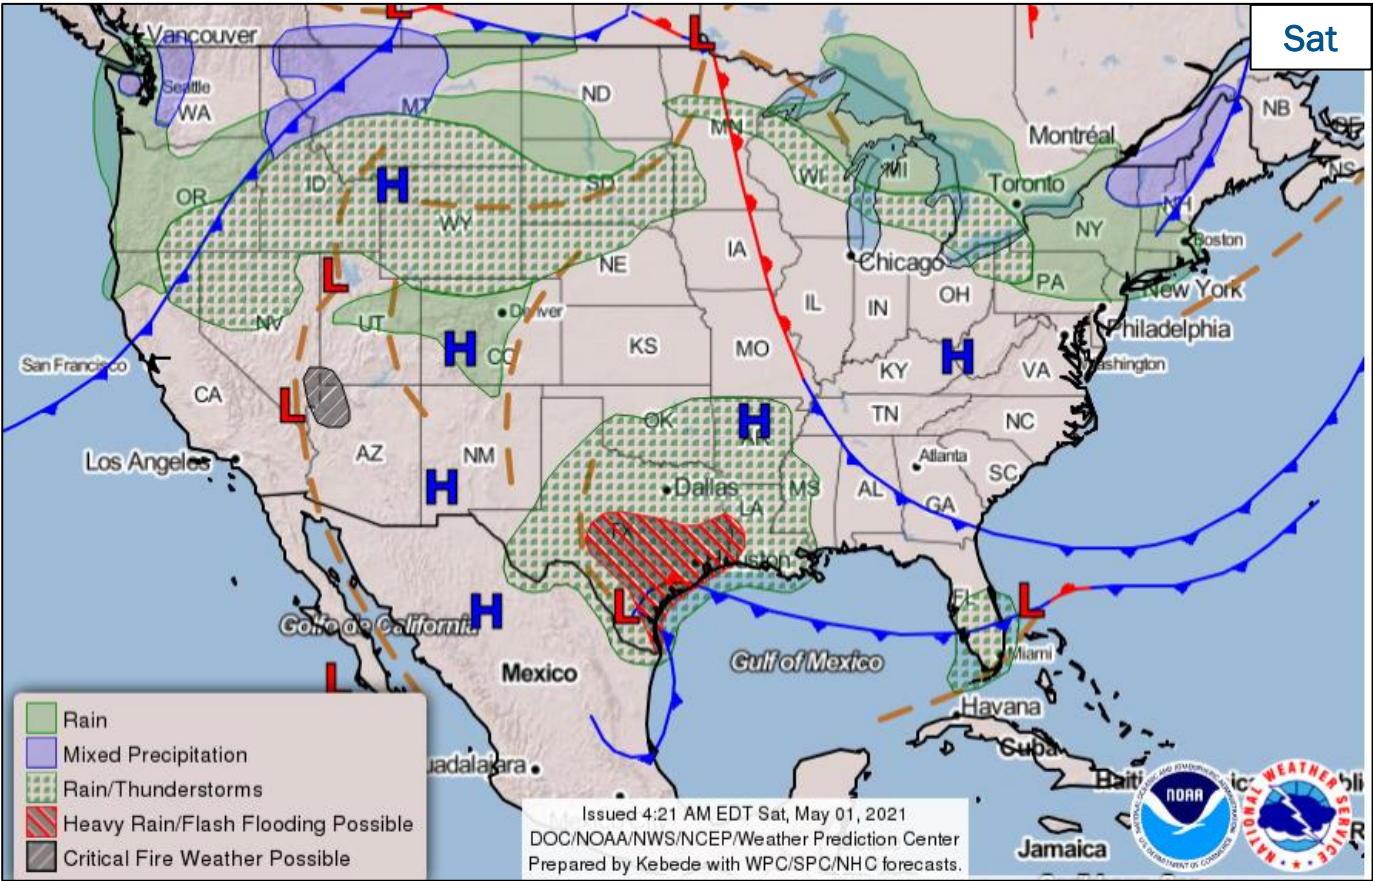 Sat
Vancouver
Seattle
WA
MT
ND
MN
Montréal
NB
NS
OR
ID
WY
SD
WI
MI
Toronto
NH
NY
Boston
IA
NE
Chicago
PA
New York
NV
UT
Denver
IL
IN
OH
Philadelphia
San Francisco
CO
KS
MO
KY
VA
CA
TN
NC
OK
AR
Los Angeles
AZ
NM
Atlanta
SC
Dallas
MS
AL
GA
LA
TX
Houston
FL
Golfo de California
Gulf of Mexico
Miami
Mexico
Havana
Cuba
Haiti
uadalajara
Jamaica
H
H
H
H
H
H
H
L
L
L
L
L
L
L
Rain
Mixed Precipitation
Rain/Thunderstorms
Heavy Rain/Flash Flooding Possible
Critical Fire Weather Possible
Issued 4:21 AM EDT Sat, May 01, 2021
DOC/NOAA/NWS/NCEP/Weather Prediction Center
Prepared by Kebede with WPC/SPC/NHC forecasts.
NOAA
NATIONAL WEATHER SERVICE